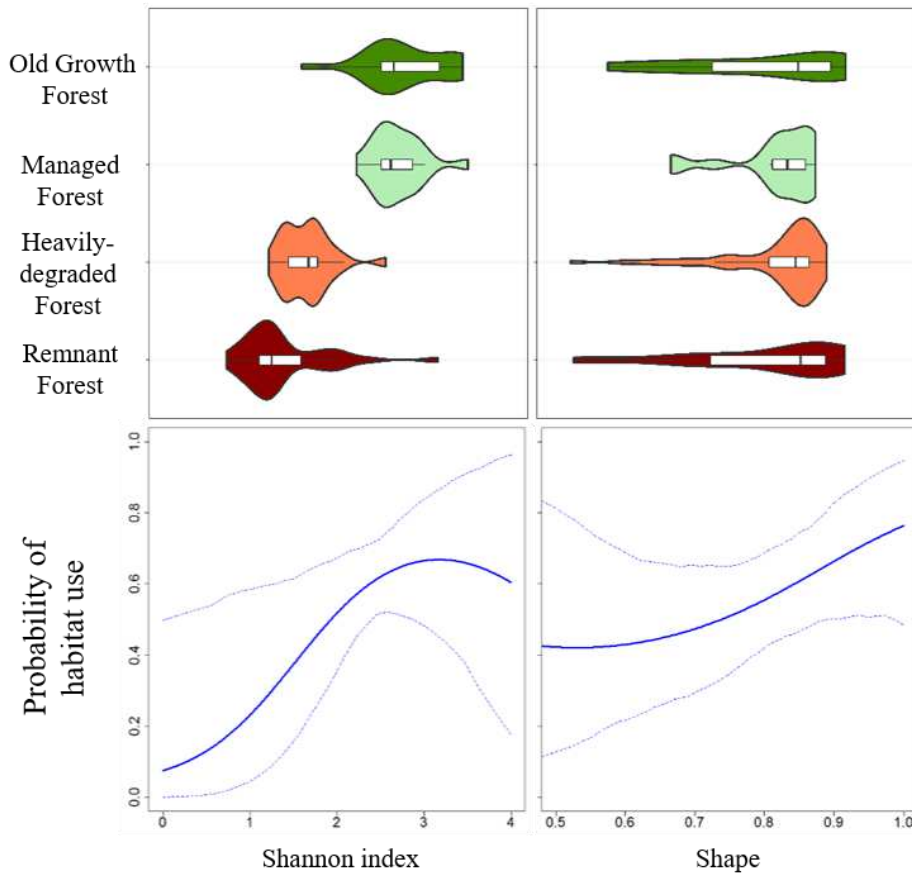 Old Growth
Forest
Managed
Forest
Heavily-
degraded
Forest
Remnant
Forest
Probability of
habitat use
1.0
0.8
0.6
0.4
0.2
0.0
0 1 2 3 4
0.5 0.6 0.7 0.8 0.9 1.0
Shannon index
Shape